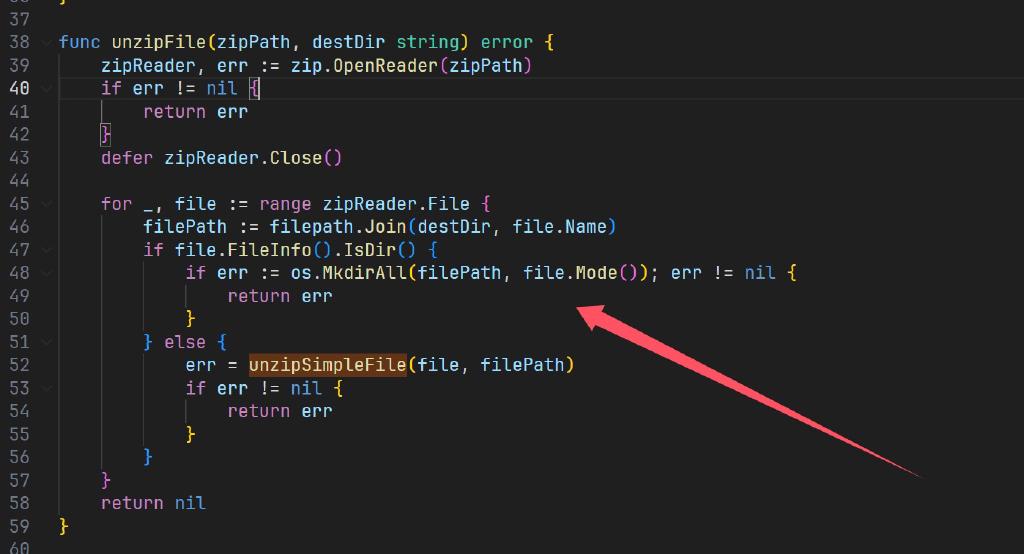 37
38 func unzipFile(zipPath, destDir string) error {
39 zipReader, err := zip.OpenReader(zipPath)
40 if err != nil {
41 return err
42 }
43 defer zipReader.Close()
44
45 for _, file := range zipReader.File {
46 filePath := filepath.Join(destDir, file.Name)
47 if file.FileInfo().IsDir() {
48 if err := os.MkdirAll(filePath, file.Mode()); err != nil {
49 return err
50 }
51 } else {
52 err = unzipSimpleFile(file, filePath)
53 if err != nil {
54 return err
55 }
56 }
57 }
58 return nil
59 }
60